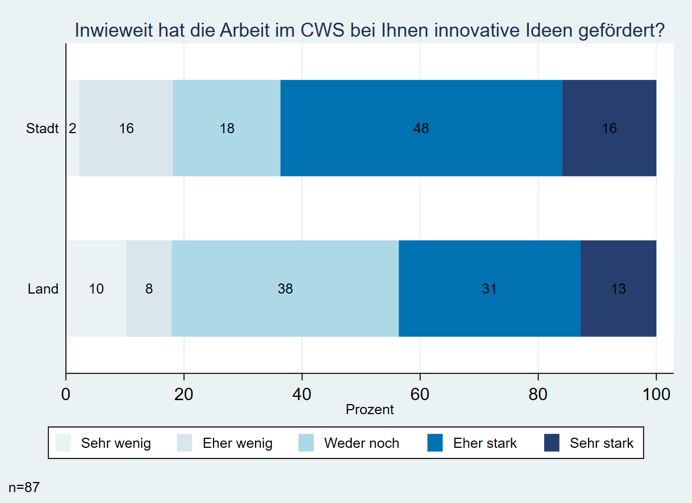 Inwieweit hat die Arbeit im CWS bei Ihnen innovative Ideen gefördert?
Stadt 2 16 18 48 16
Land 10 8 38 31 13
0 20 40 60 80 100
Prozent
Sehr wenig Eher wenig Weder noch Eher stark Sehr stark
n=87